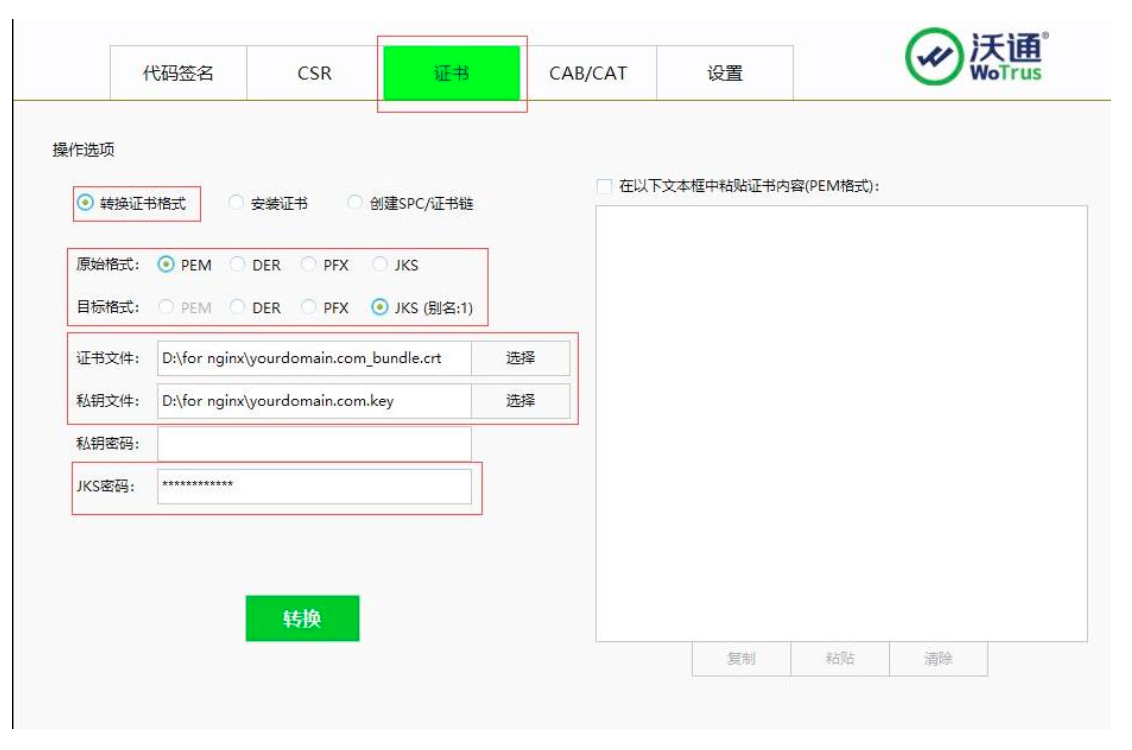 代码签名 CSR 证书 CAB/CAT 设置
沃通®
WoTrus
操作选项
转换证书格式 安装证书 创建SPC/证书链
原始格式: PEM DER PFX JKS
目标格式: PEM DER PFX JKS (别名:1)
证书文件: D:\for nginx\yourdomain.com_bundle.crt 选择
私钥文件: D:\for nginx\yourdomain.com.key 选择
私钥密码:
JKS密码: ************
转换
在以下文本框中粘贴证书内容(PEM格式):
复制 粘贴 清除